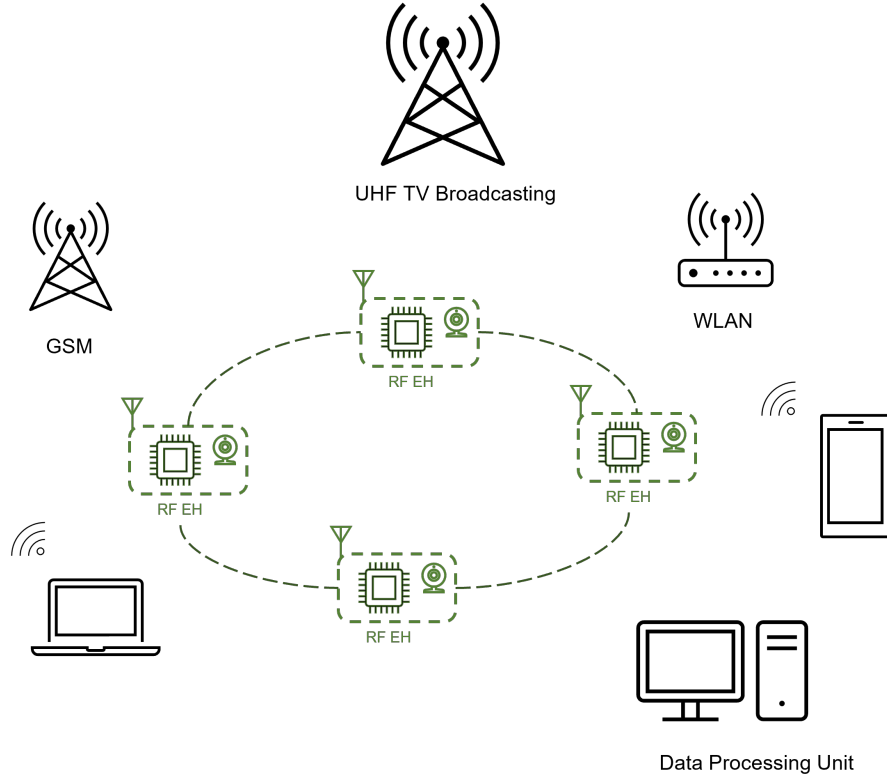 UHF TV Broadcasting
WLAN
GSM
RF EH
RF EH
RF EH
RF EH
Data Processing Unit